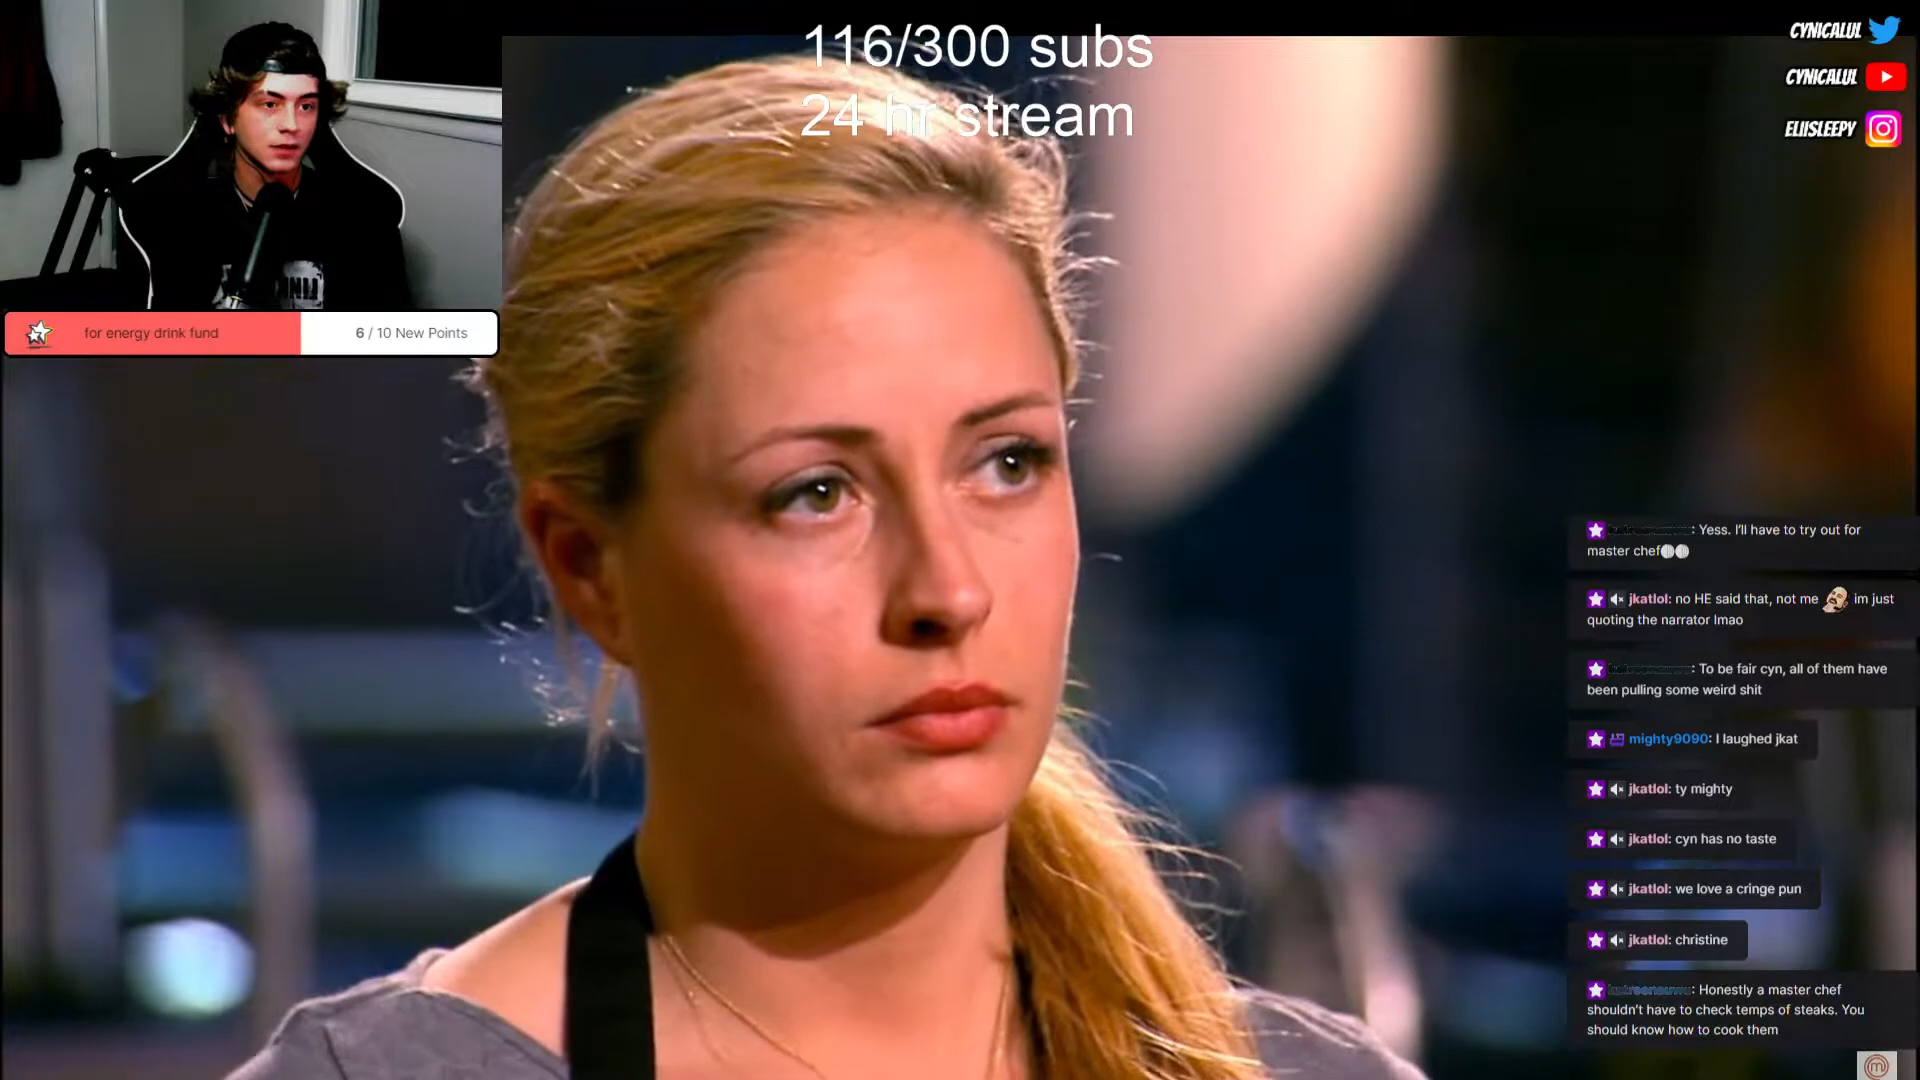 116/300 subs
24 hr stream
CYNICALUL
CYNICALUL
ELIISLEEPY
for energy drink fund
6 / 10 New Points
: Yess. I'll have to try out for
master chef
jkatlol: no HE said that, not me im just
quoting the narrator lmao
: To be fair cyn, all of them have
been pulling some weird shit
mighty9090: I laughed jkat
jkatlol: ty mighty
jkatlol: cyn has no taste
jkatlol: we love a cringe pun
jkatlol: christine
: Honestly a master chef
shouldn't have to check temps of steaks. You
should know how to cook them